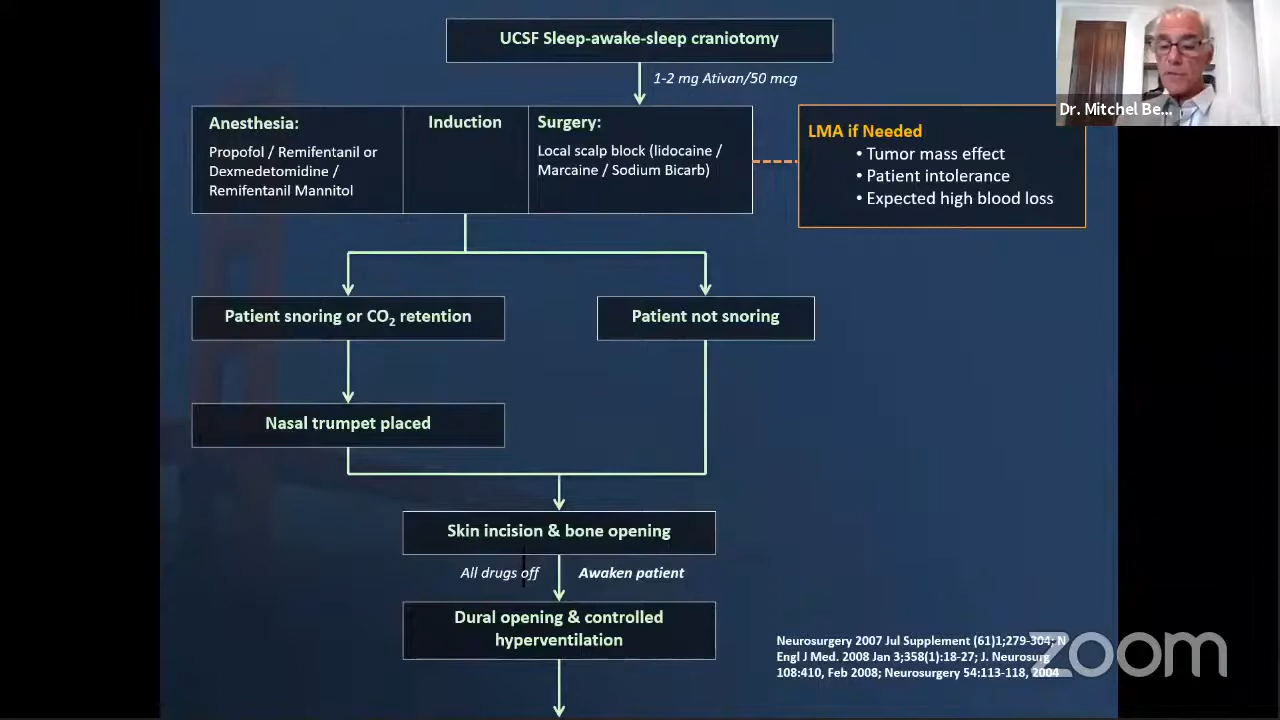 UCSF Sleep-awake-sleep craniotomy
1-2 mg Ativan/50 mcg
Dr. Mitchel Be...
Anesthesia:
Propofol / Remifentanil or
Dexmedetomidine /
Remifentanil Mannitol
Induction
Surgery:
Local scalp block (lidocaine /
Marcaine / Sodium Bicarb)
LMA if Needed
• Tumor mass effect
• Patient intolerance
• Expected high blood loss
Patient snoring or CO₂ retention
Patient not snoring
Nasal trumpet placed
Skin incision & bone opening
All drugs off
Awaken patient
Dural opening & controlled
hyperventilation
Neurosurgery 2007 Jul Supplement (61)1;279-304; N
Engl J Med. 2008 Jan 3;358(1):18-27; J. Neurosurg
108:410, Feb 2008; Neurosurgery 54:113-118, 2004
zoom